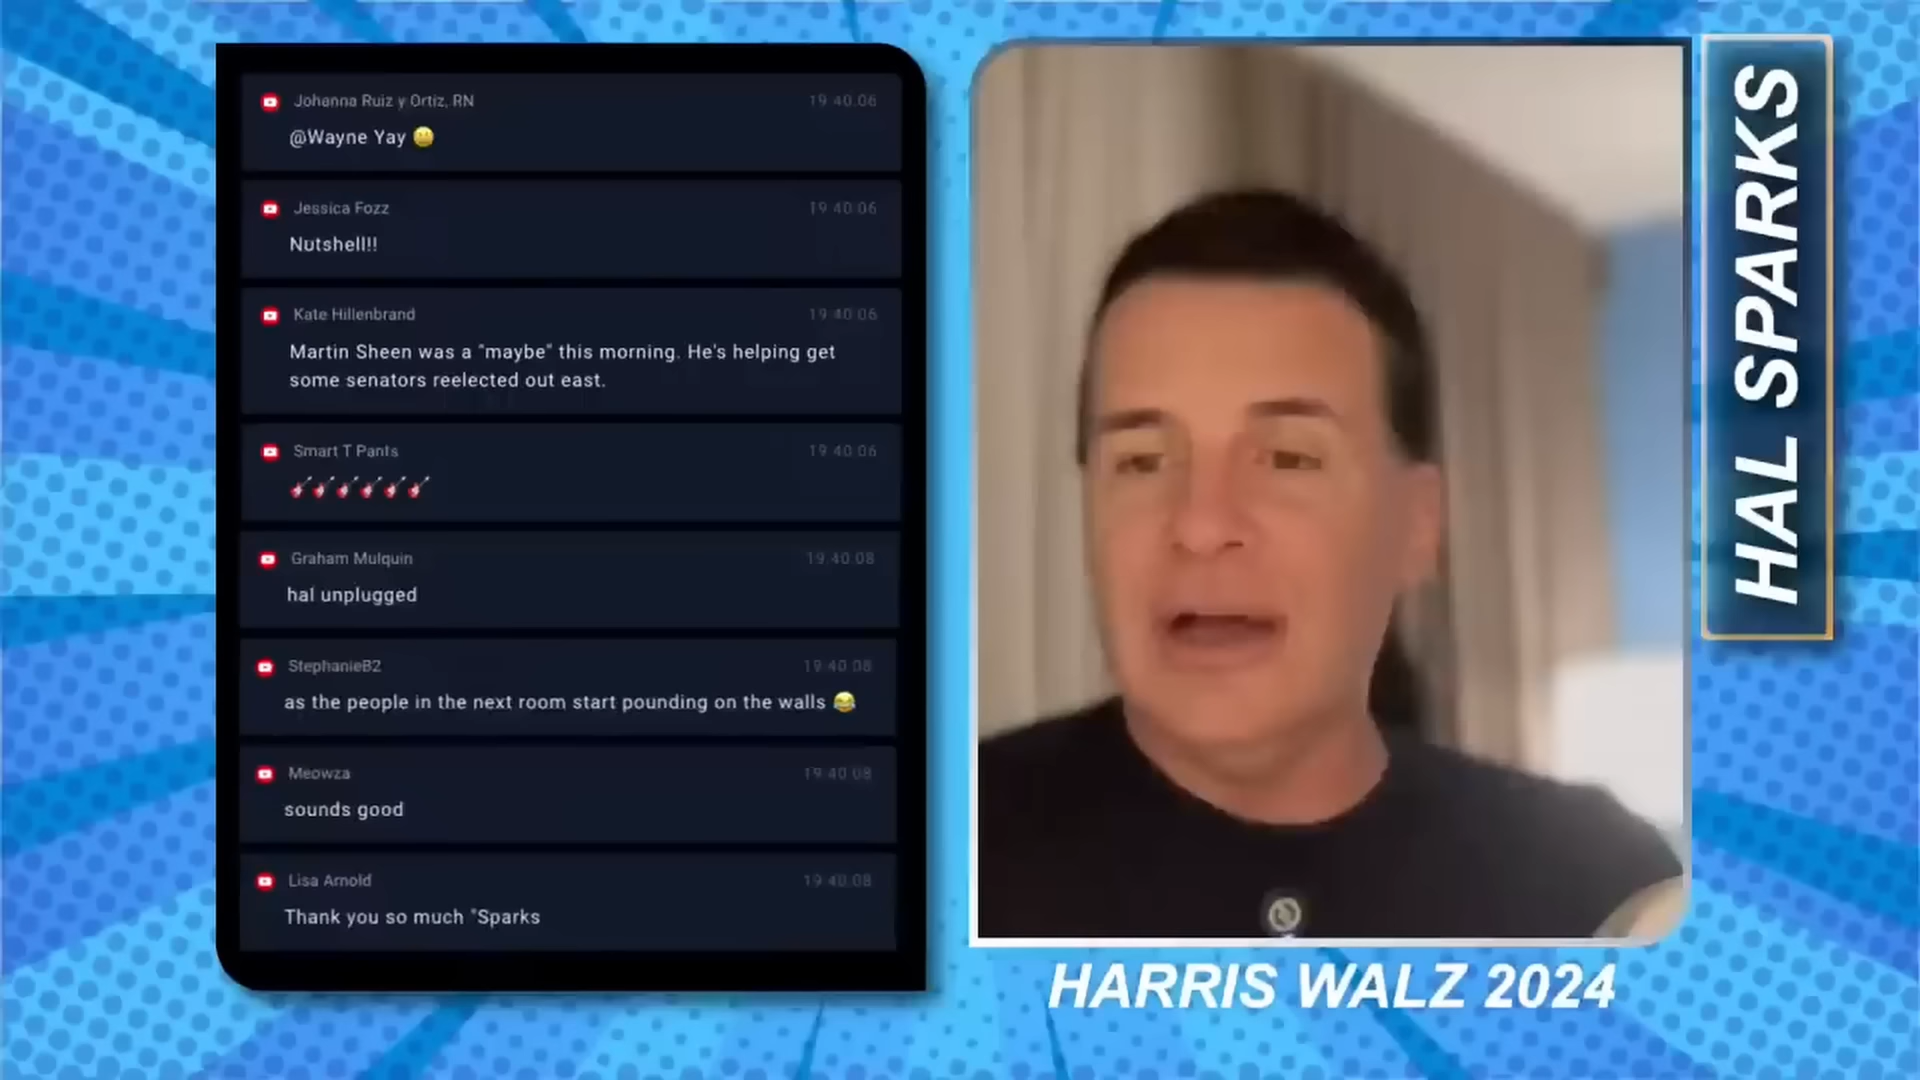 Johanna Ruiz y Ortiz, RN 19.40.06
@Wayne Yay
Jessica Fozz 19.40.06
Nutshell!!
Kate Hillenbrand 19.40.06
Martin Sheen was a "maybe" this morning. He's helping get
some senators reelected out east.
Smart T Pants 19.40.06
Graham Mulquin 19.40.08
hal unplugged
StephanieB2 19.40.08
as the people in the next room start pounding on the walls
Meowza 19.40.08
sounds good
Lisa Arnold 19.40.08
Thank you so much "Sparks
HAL SPARKS
HARRIS WALZ 2024